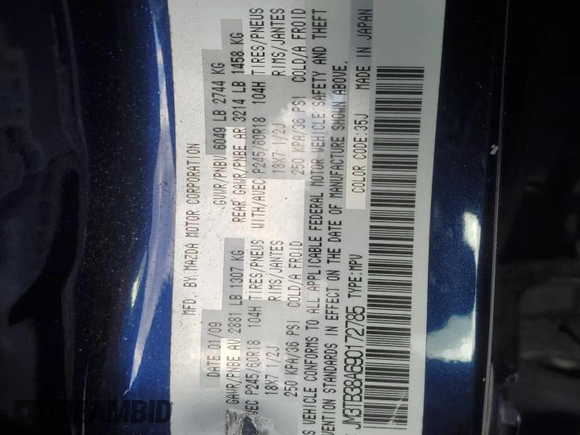 MFD. BY MAZDA MOTOR CORPORATION
DATE 01/09 GVWR/PNBV 6049 LB 2744 KG
GAWR/PNBE AV 2881 LB 1307 KG REAR GAWR/PNBE AR 3214 LB 1458 KG
P245/60R18 104H TIRES/PNEUS WITH/AVEC P245/60R18 104H TIRES/PNEUS
18X7 1/2J RIMS/JANTES 18X7 1/2J RIMS/JANTES
250 KPA/36 PSI COLD/A FROID 250 KPA/36 PSI COLD/A FROID
VEHICLE CONFORMS TO ALL APPLICABLE FEDERAL MOTOR VEHICLE SAFETY AND THEFT
STANDARDS IN EFFECT ON THE DATE OF MANUFACTURE SHOWN ABOVE.
JM3TB38A690172785 TYPE:MPV COLOR CODE:35J MADE IN JAPAN